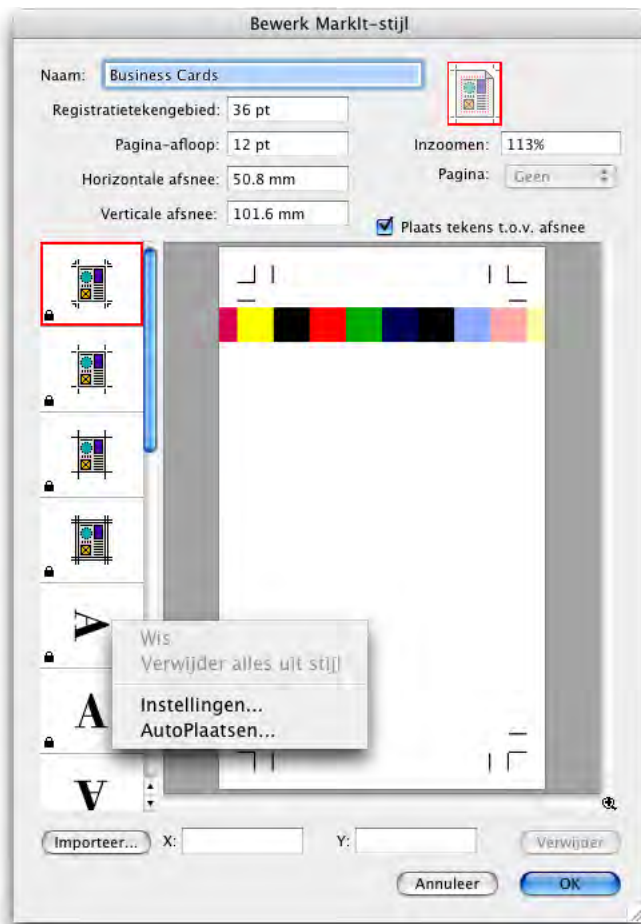 Bewerk MarkIt-stijl
Naam: Business Cards
Registratietekengebied: 36 pt
Pagina-afloop: 12 pt
Inzoomen: 113%
Horizontale afsnee: 50.8 mm
Pagina: Geen
Verticale afsnee: 101.6 mm
Plaats tekens t.o.v. afsnee
A
Wis
Verwijder alles uit stijl
Instellingen...
AutoPlaatsen...
A
A
Importeer... X: Y: Verwijder
Annuleer OK